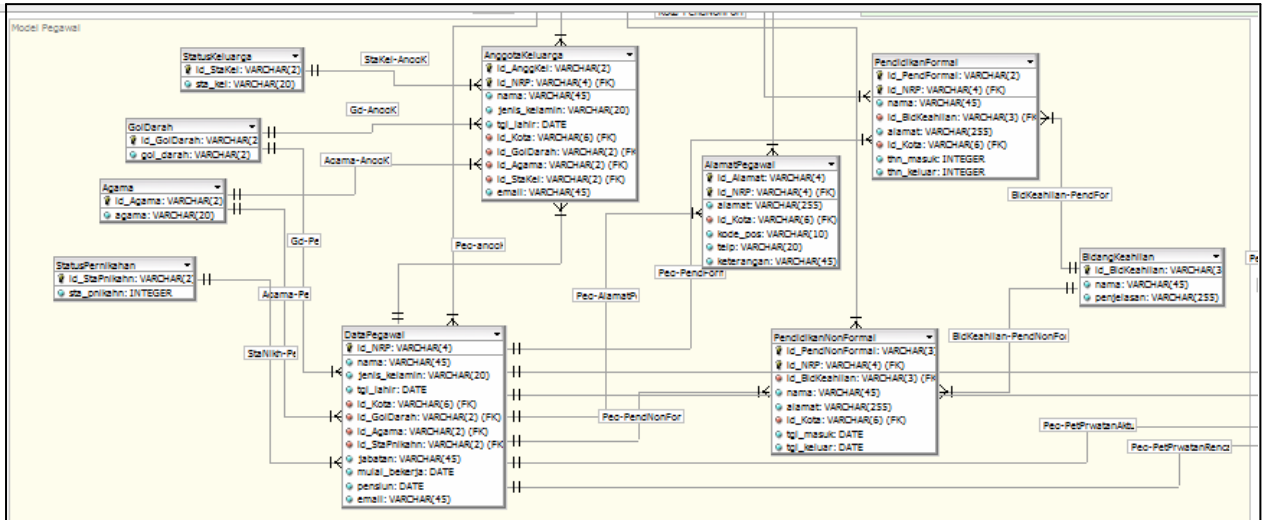 Model Pegawai
StatusKeluarga
id_StaKel: VARCHAR(2)
sta_kel: VARCHAR(20)
StaKel-AnggK
AnggotaKeluarga
id_AnggKel: VARCHAR(2)
id_NRP: VARCHAR(4) (FK)
nama: VARCHAR(45)
jenis_kelamin: VARCHAR(20)
tgl_lahir: DATE
id_Kota: VARCHAR(6) (FK)
id_GolDarah: VARCHAR(2) (FK
id_Agama: VARCHAR(2) (FK)
id_StaKel: VARCHAR(2) (FK)
email: VARCHAR(45)
PendidikanFormal
id_PendFormal: VARCHAR(2)
id_NRP: VARCHAR(4) (FK)
nama: VARCHAR(45)
id_BidKeahlian: VARCHAR(3) (FK
alamat: VARCHAR(255)
id_Kota: VARCHAR(6) (FK)
thn_masuk: INTEGER
thn_keluar: INTEGER
GolDarah
id_GolDarah: VARCHAR(2
gol_darah: VARCHAR(2)
Gd-AnggK
Agama-AnggK
Agama
id_Agama: VARCHAR(2)
agama: VARCHAR(20)
AlamatPegawai
id_Alamat: VARCHAR(4)
id_NRP: VARCHAR(4) (FK)
alamat: VARCHAR(255)
id_Kota: VARCHAR(6) (FK)
kode_pos: VARCHAR(10)
telp: VARCHAR(20)
keterangan: VARCHAR(45)
BidKeahlian-PendFor
Gd-Pe
Peg-anggk
StatusPernikahan
id_StaPnikahn: VARCHAR(2)
sta_pnikahn: INTEGER
Peg-PendForm
BidangKeahlian
id_BidKeahlian: VARCHAR(3
nama: VARCHAR(45)
penjelasan: VARCHAR(255)
Agama-Pe
Peg-AlamatP
StaNikh-Pe
DataPegawai
id_NRP: VARCHAR(4)
nama: VARCHAR(45)
jenis_kelamin: VARCHAR(20)
tgl_lahir: DATE
id_Kota: VARCHAR(6) (FK)
id_GolDarah: VARCHAR(2) (FK)
id_Agama: VARCHAR(2) (FK)
id_StaPnikahn: VARCHAR(2) (FK
jabatan: VARCHAR(45)
mulai_bekerja: DATE
pensiun: DATE
email: VARCHAR(45)
PendidikanNonFormal
id_PendNonFormal: VARCHAR(3)
id_NRP: VARCHAR(4) (FK)
id_BidKeahlian: VARCHAR(3) (FK
nama: VARCHAR(45)
alamat: VARCHAR(255)
id_Kota: VARCHAR(6) (FK)
tgl_masuk: DATE
tgl_keluar: DATE
BidKeahlian-PendNonFo
Peg-PendNonFor
Peg-PetPrwatanAktu
Peg-PetPrwatanRenca